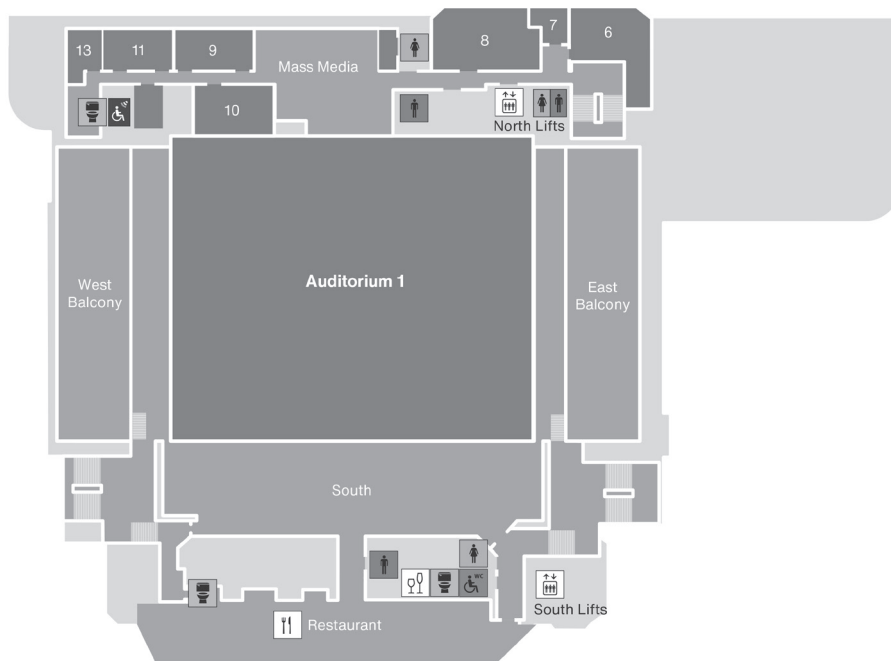 7
6
13
11
9
8
Mass Media
10
North Lifts
Auditorium 1
West
Balcony
East
Balcony
South
WC
South Lifts
Restaurant